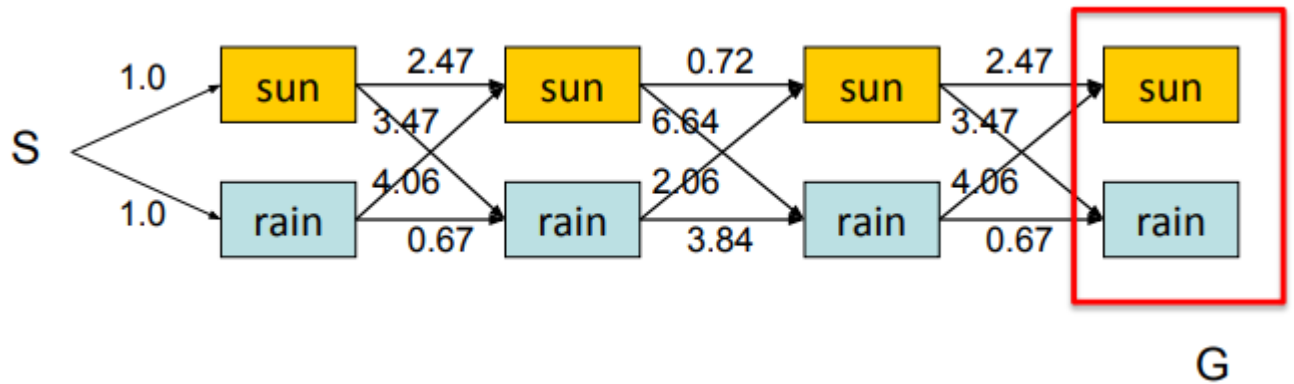 2.47 0.72 2.47
1.0 sun sun sun sun
3.47 6.64 3.47
S
4.06 2.06 4.06
1.0 rain rain rain rain
0.67 3.84 0.67
G